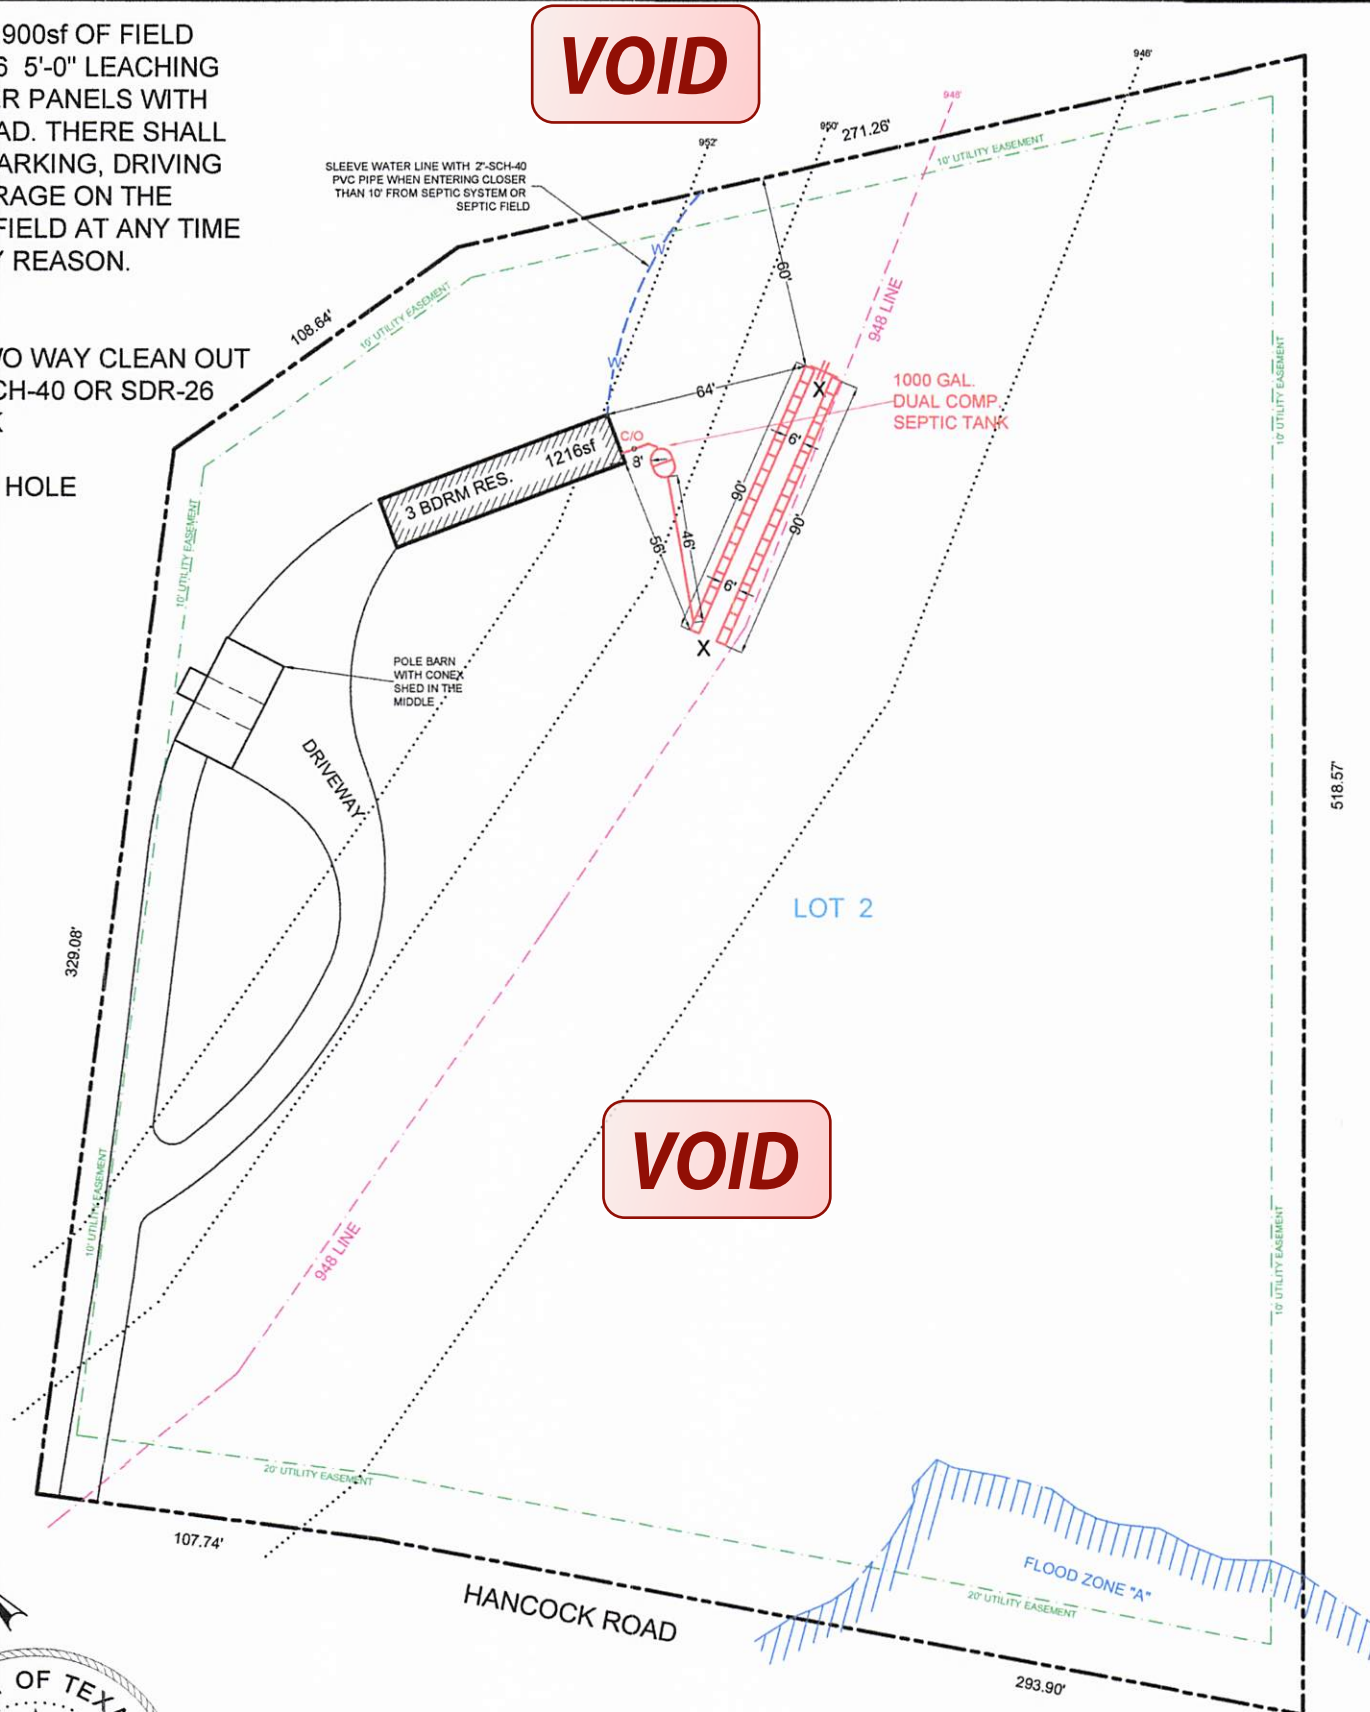 900sf OF FIELD
6 5'-0" LEACHING
R PANELS WITH
AD. THERE SHALL
ARKING, DRIVING
RAGE ON THE
FIELD AT ANY TIME
Y REASON.
VOID
946'
948'
952'
950'
271.26'
10' UTILITY EASEMENT
SLEEVE WATER LINE WITH 2"-SCH-40
PVC PIPE WHEN ENTERING CLOSER
THAN 10' FROM SEPTIC SYSTEM OR
SEPTIC FIELD
W
60'
948 LINE
108.64'
10' UTILITY EASEMENT
WO WAY CLEAN OUT
CH-40 OR SDR-26
HOLE
W
64'
X
1000 GAL.
DUAL COMP.
SEPTIC TANK
10' UTILITY EASEMENT
C/O
8'
6'
3 BDRM RES.
1216sf
90'
90'
56'
46'
6'
X
10' UTILITY EASEMENT
POLE BARN
WITH CONEX
SHED IN THE
MIDDLE
DRIVEWAY
518.57'
LOT 2
329.08'
VOID
10' UTILITY EASEMENT
948 LINE
10' UTILITY EASEMENT
20' UTILITY EASEMENT
107.74'
HANCOCK ROAD
FLOOD ZONE "A"
20' UTILITY EASEMENT
293.90'
OF TEXA